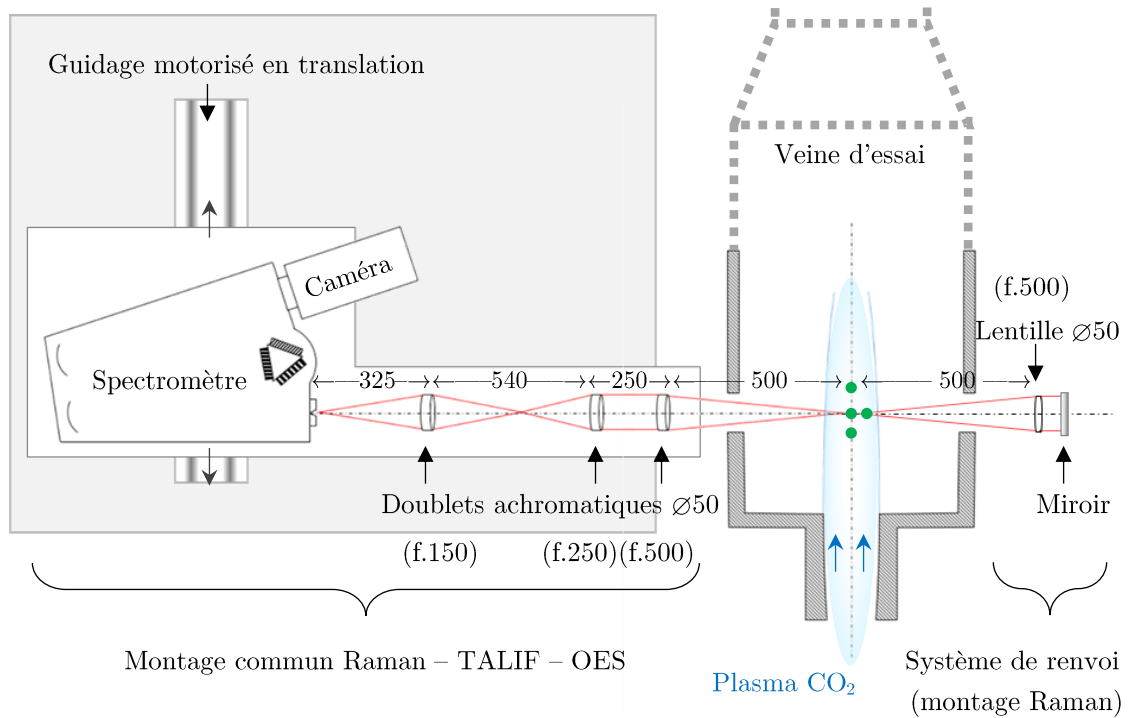 Guidage motorisé en translation
Veine d'essai
Caméra
(f.500)
Lentille ∅50
Spectromètre
325
540
250
500
500
Doublets achromatiques ∅50
Miroir
(f.150)
(f.250)
(f.500)
Montage commun Raman – TALIF – OES
Système de renvoi
(montage Raman)
Plasma CO₂